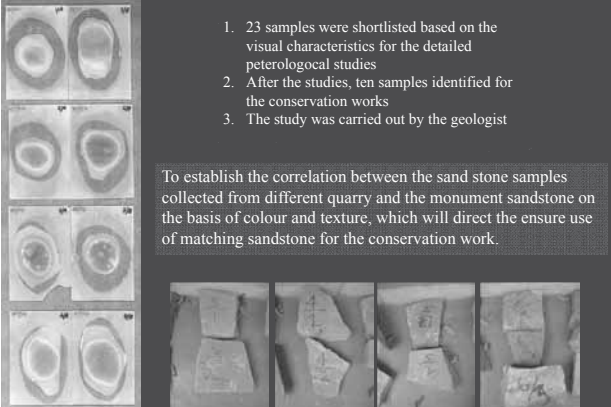 1. 23 samples were shortlisted based on the
visual characteristics for the detailed
peterologocal studies
2. After the studies, ten samples identified for
the conservation works
3. The study was carried out by the geologist
To establish the correlation between the sand stone samples
collected from different quarry and the monument sandstone on
the basis of colour and texture, which will direct the ensure use
of matching sandstone for the conservation work.